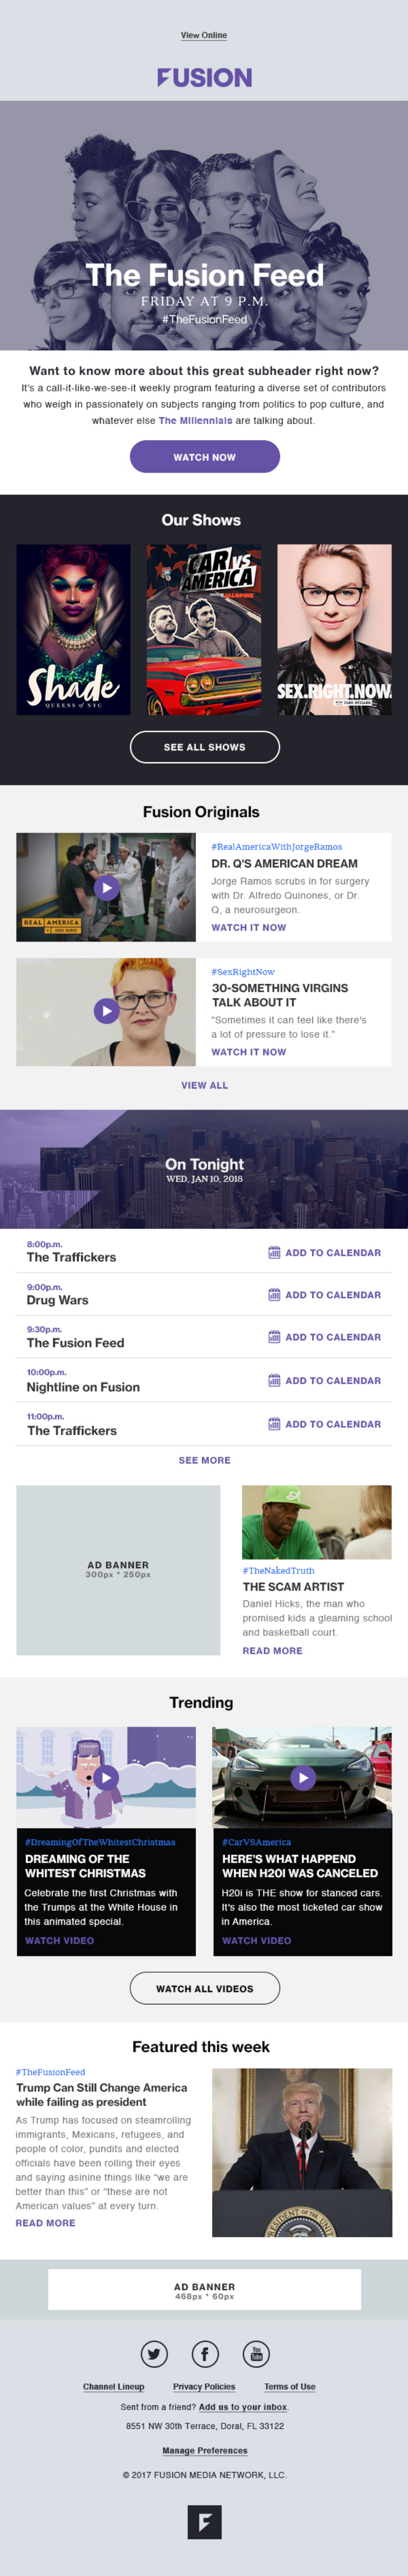 View Online
FUSION
The Fusion Feed
FRIDAY AT 9 P.M.
#TheFusionFeed
Want to know more about this great subheader right now?
It's a call-it-like-we-see-it weekly program featuring a diverse set of contributors
who weigh in passionately on subjects ranging from politics to pop culture, and
whatever else The Millennials are talking about.
WATCH NOW
Our Shows
Shade
QUEENS of NYC
CAR VS
AMERICA
JALOPNIK
SEX.RIGHT.NOW.
SEE ALL SHOWS
Fusion Originals
REAL AMERICA
#RealAmericaWithJorgeRamos
DR. Q'S AMERICAN DREAM
Jorge Ramos scrubs in for surgery
with Dr. Alfredo Quinones, or Dr.
Q, a neurosurgeon.
WATCH IT NOW
#SexRightNow
30-SOMETHING VIRGINS
TALK ABOUT IT
"Sometimes it can feel like there's
a lot of pressure to lose it."
WATCH IT NOW
VIEW ALL
On Tonight
WED, JAN 10, 2018
8:00p.m.
The Traffickers
ADD TO CALENDAR
9:00p.m.
Drug Wars
ADD TO CALENDAR
9:30p.m.
The Fusion Feed
ADD TO CALENDAR
10:00p.m.
Nightline on Fusion
ADD TO CALENDAR
11:00p.m.
The Traffickers
ADD TO CALENDAR
SEE MORE
AD BANNER
300px * 250px
#TheNakedTruth
THE SCAM ARTIST
Daniel Hicks, the man who
promised kids a gleaming school
and basketball court.
READ MORE
Trending
#DreamingOfTheWhitestChristmas
DREAMING OF THE
WHITEST CHRISTMAS
Celebrate the first Christmas with
the Trumps at the White House in
this animated special.
WATCH VIDEO
#CarVSAmerica
HERE'S WHAT HAPPEND
WHEN H20I WAS CANCELED
H20i is THE show for stanced cars.
It's also the most ticketed car show
in America.
WATCH VIDEO
WATCH ALL VIDEOS
Featured this week
#TheFusionFeed
Trump Can Still Change America
while failing as president
As Trump has focused on steamrolling
immigrants, Mexicans, refugees, and
people of color, pundits and elected
officials have been rolling their eyes
and saying asinine things like "we are
better than this" or "these are not
American values" at every turn.
READ MORE
AD BANNER
468px * 60px
You
Tube
Channel Lineup
Privacy Policies
Terms of Use
Sent from a friend? Add us to your inbox.
8551 NW 30th Terrace, Doral, FL 33122
Manage Preferences
© 2017 FUSION MEDIA NETWORK, LLC.